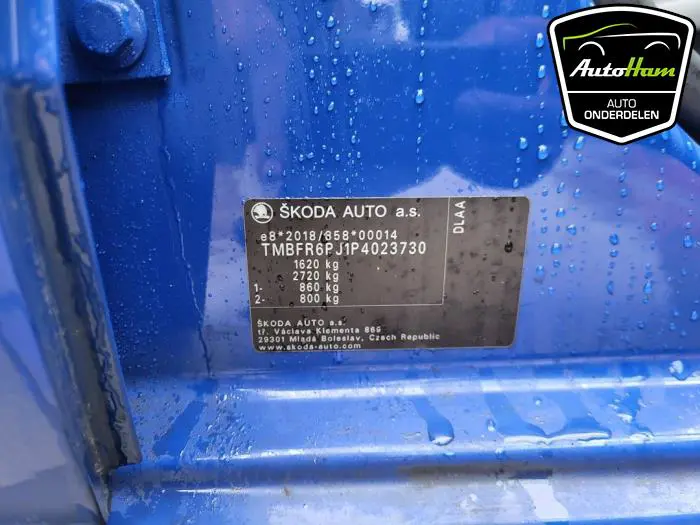 AutoHam
AUTO
ONDERDELEN
ŠKODA AUTO a.s.
DLAA
e8*2018/858*00014
TMBFR6PJ1P4023730
1620 kg
2720 kg
1- 860 kg
2- 800 kg
ŠKODA AUTO a.s.
tř. Václava Klementa 869
29301 Mladá Boleslav, Czech Republic
www.skoda-auto.com